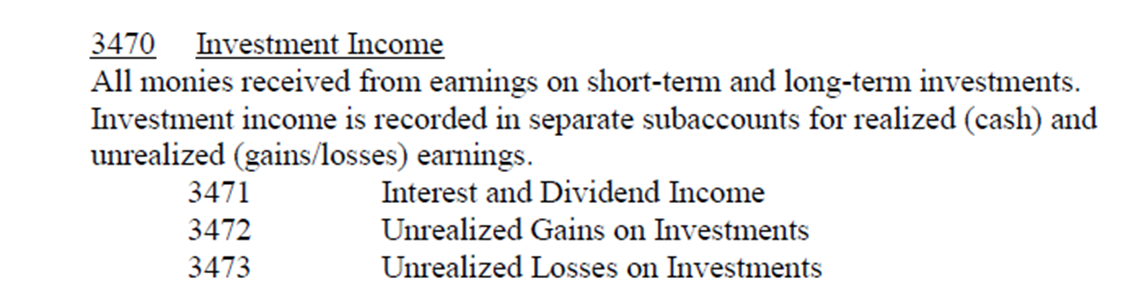 3470 Investment Income
All monies received from earnings on short-term and long-term investments.
Investment income is recorded in separate subaccounts for realized (cash) and
unrealized (gains/losses) earnings.
3471 Interest and Dividend Income
3472 Unrealized Gains on Investments
3473 Unrealized Losses on Investments